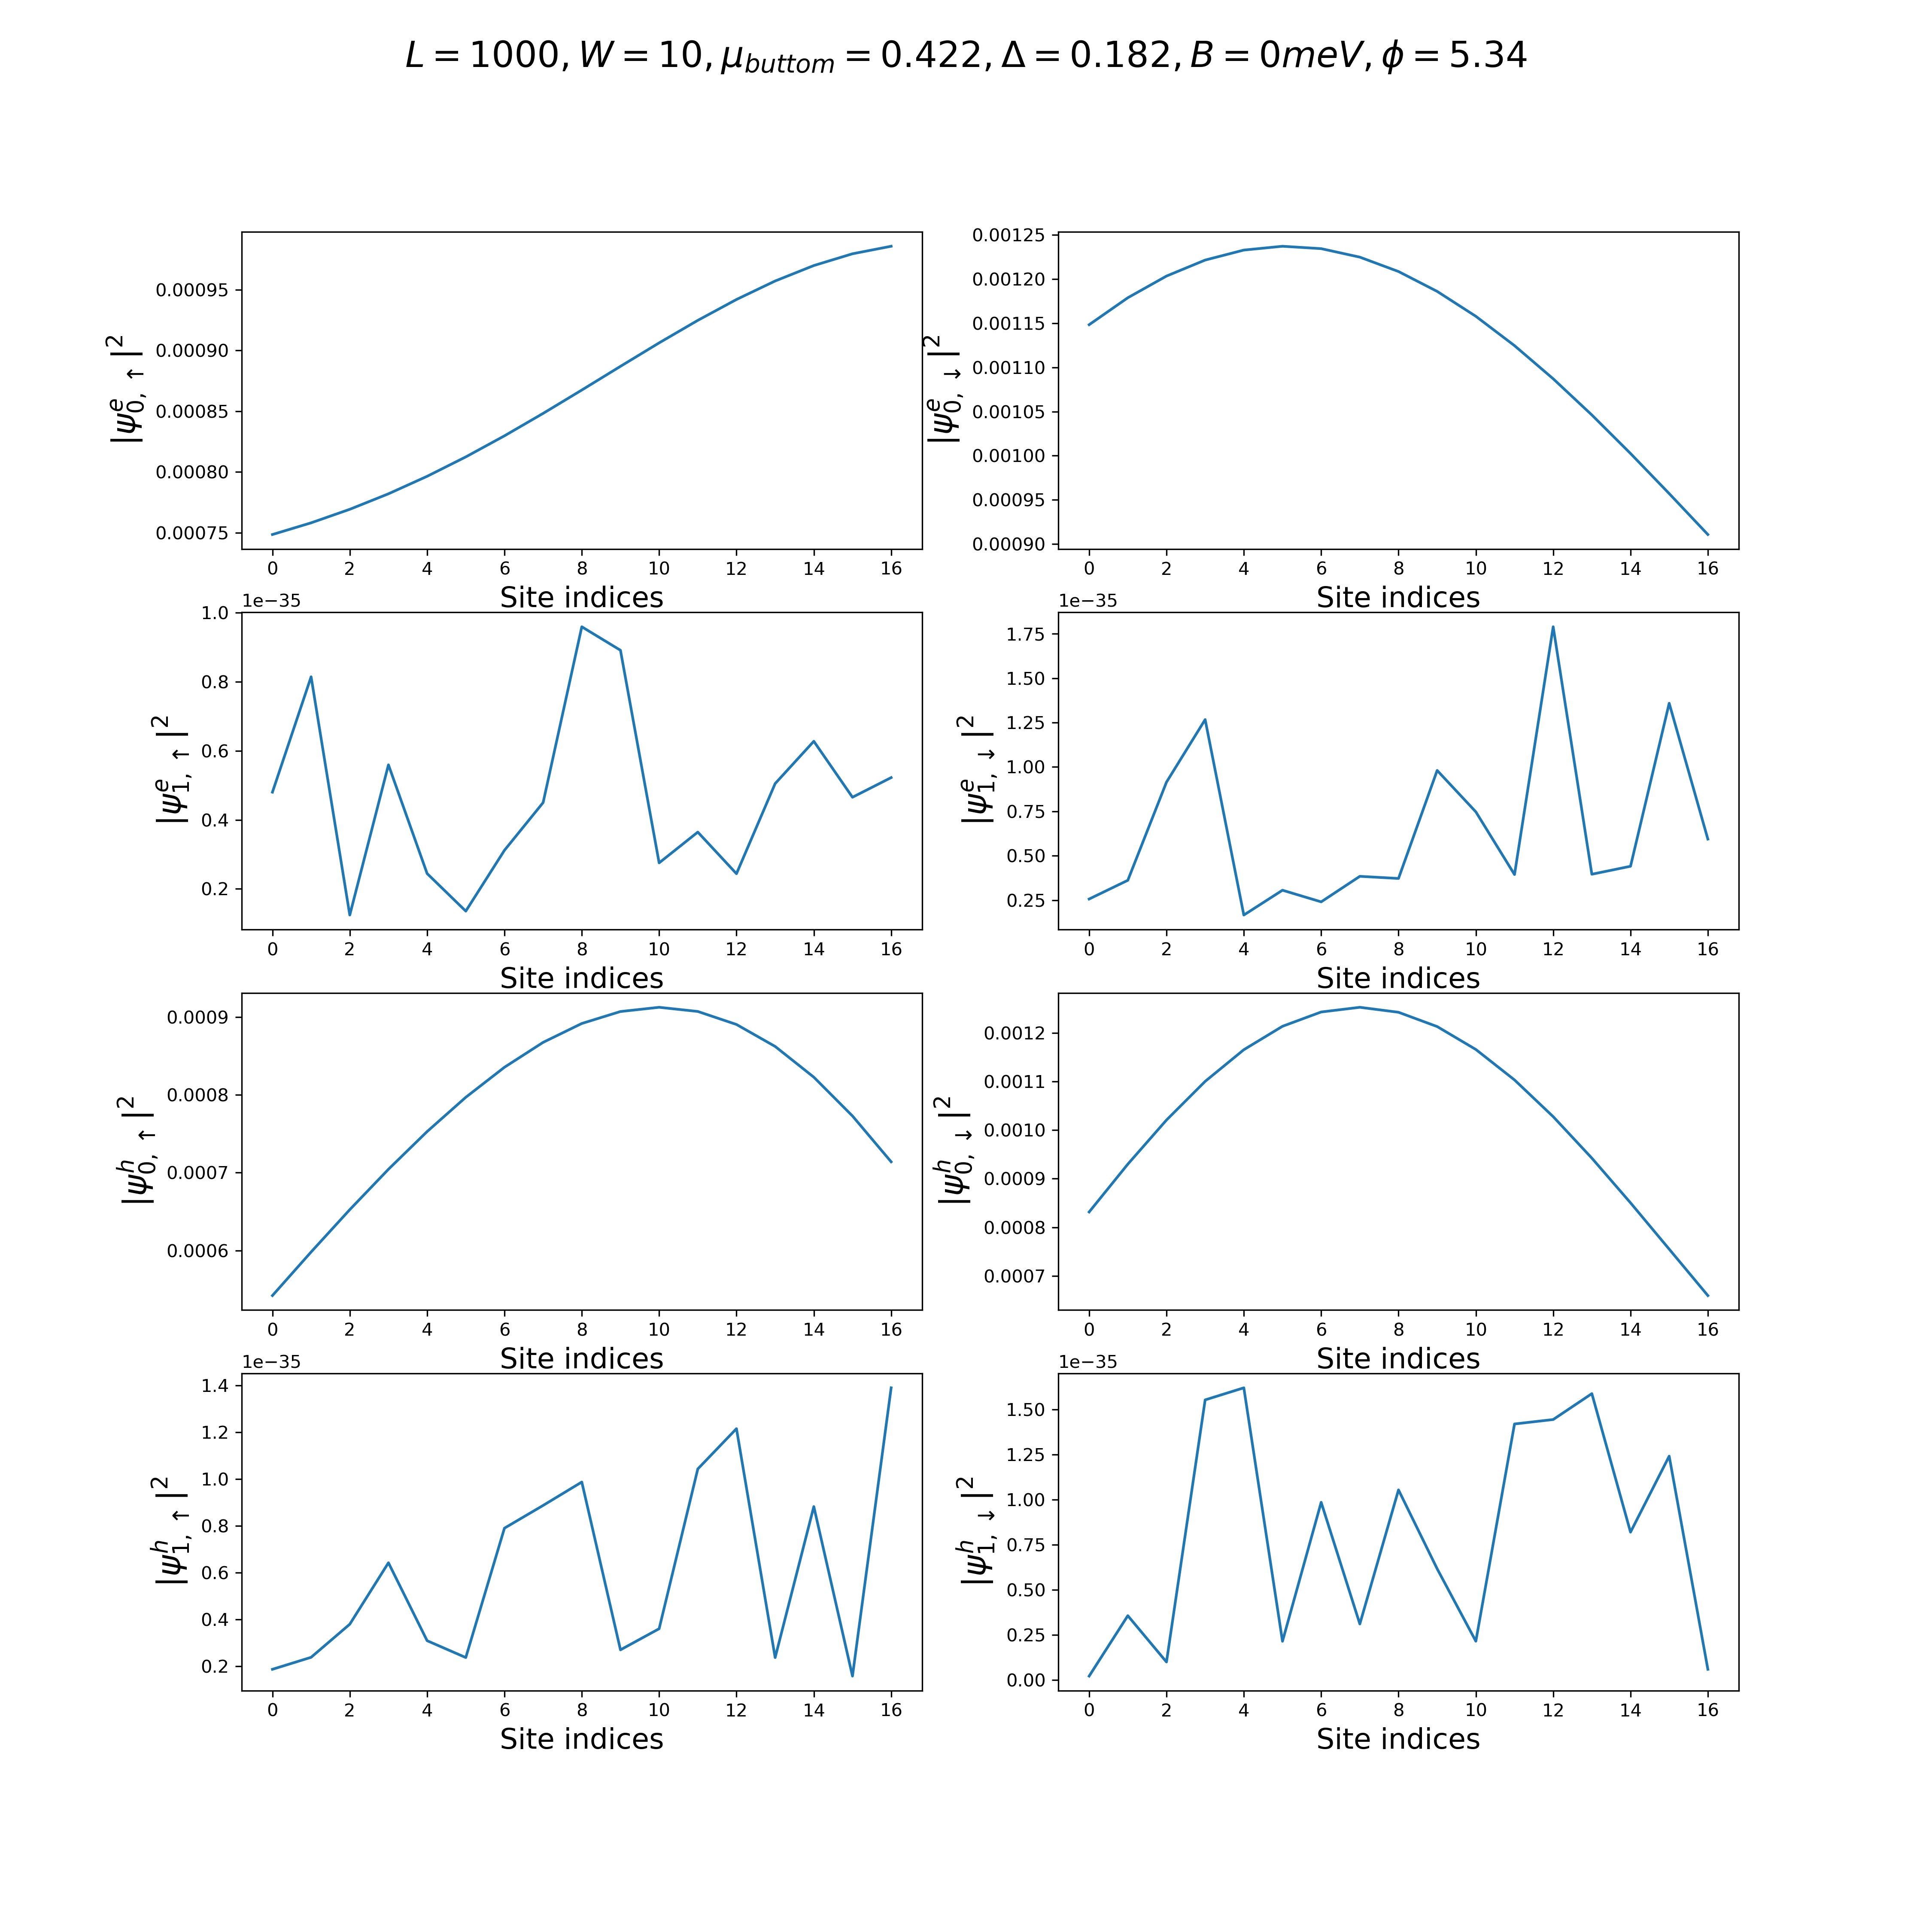 L = 1000, W = 10, μ_buttom = 0.422, Δ = 0.182, B = 0meV, ϕ = 5.34
|ψ^e_{0,↑}|^2
0.00095
0.00090
0.00085
0.00080
0.00075
0 2 4 6 8 10 12 14 16
Site indices
|ψ^e_{0,↓}|^2
0.00125
0.00120
0.00115
0.00110
0.00105
0.00100
0.00095
0.00090
0 2 4 6 8 10 12 14 16
Site indices
1e−35
|ψ^e_{1,↑}|^2
1.0
0.8
0.6
0.4
0.2
0 2 4 6 8 10 12 14 16
Site indices
1e−35
|ψ^e_{1,↓}|^2
1.75
1.50
1.25
1.00
0.75
0.50
0.25
0 2 4 6 8 10 12 14 16
Site indices
|ψ^h_{0,↑}|^2
0.0009
0.0008
0.0007
0.0006
0 2 4 6 8 10 12 14 16
Site indices
|ψ^h_{0,↓}|^2
0.0012
0.0011
0.0010
0.0009
0.0008
0.0007
0 2 4 6 8 10 12 14 16
Site indices
1e−35
|ψ^h_{1,↑}|^2
1.4
1.2
1.0
0.8
0.6
0.4
0.2
0 2 4 6 8 10 12 14 16
Site indices
1e−35
|ψ^h_{1,↓}|^2
1.50
1.25
1.00
0.75
0.50
0.25
0.00
0 2 4 6 8 10 12 14 16
Site indices